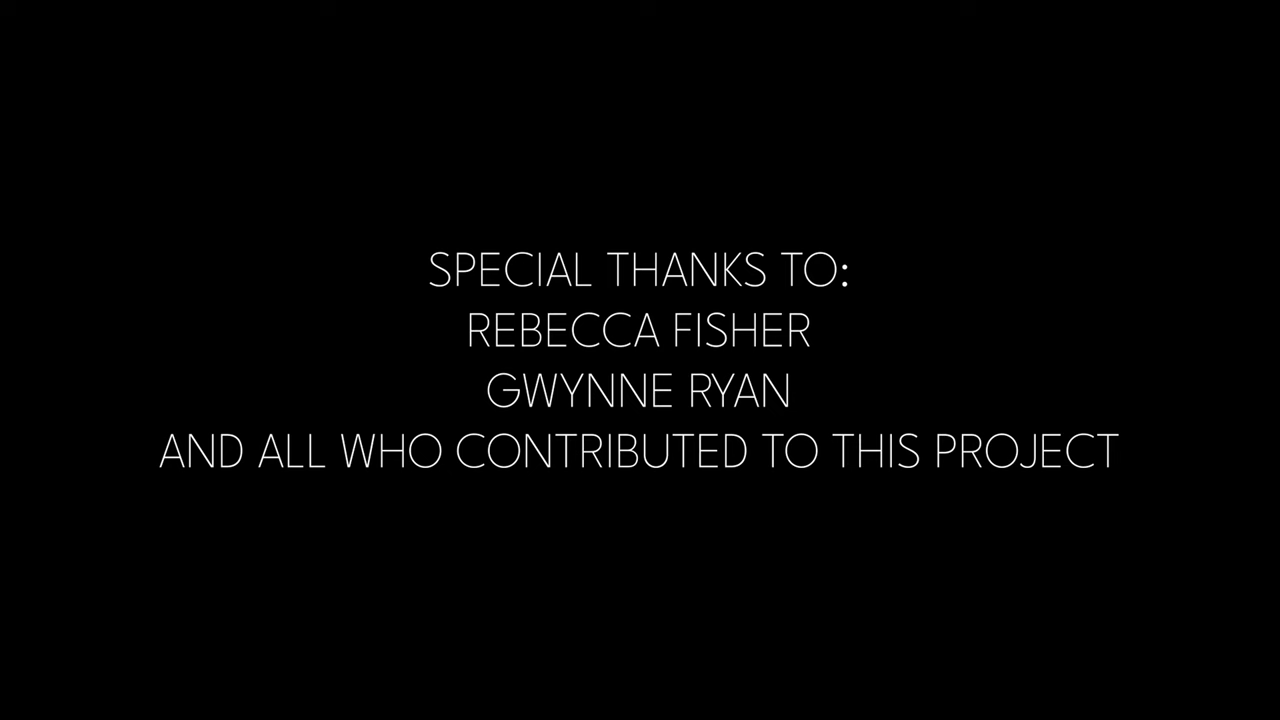 SPECIAL THANKS TO:
REBECCA FISHER
GWYNNE RYAN
AND ALL WHO CONTRIBUTED TO THIS PROJECT